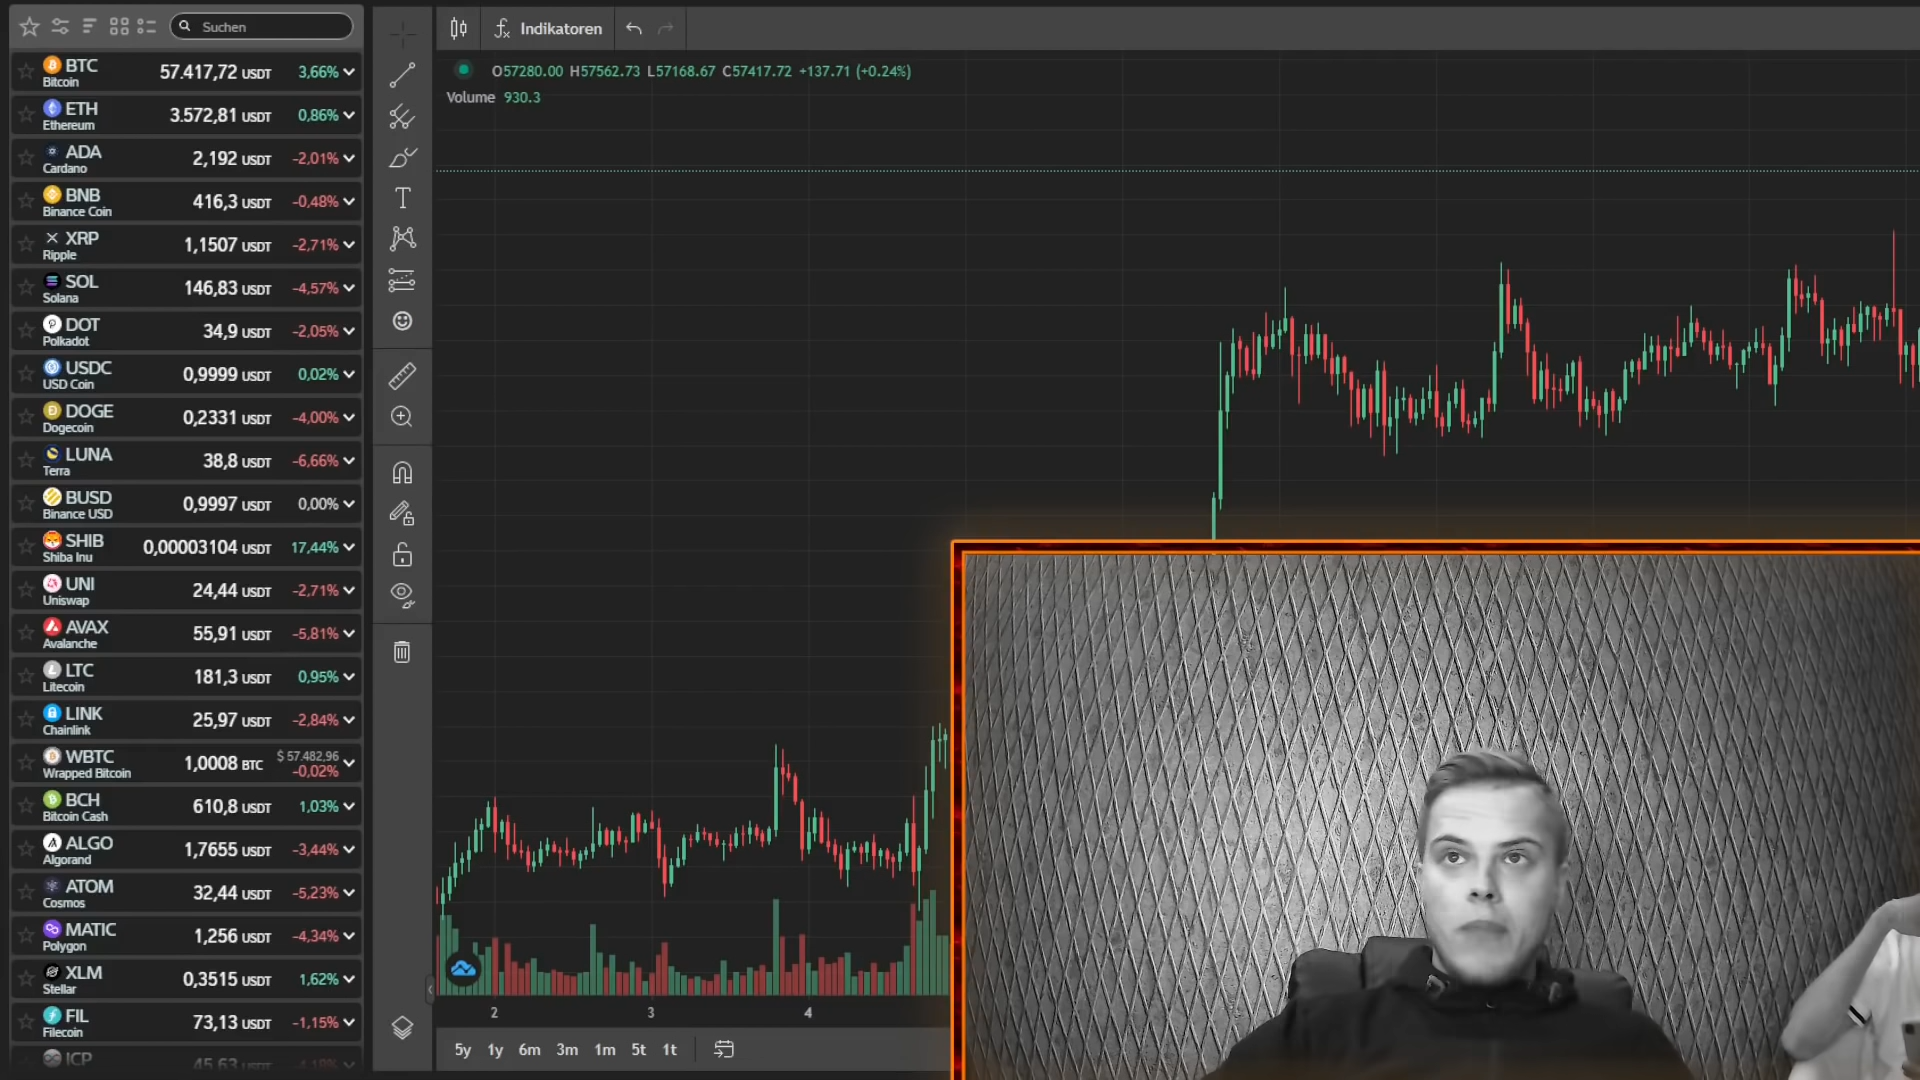 Suchen
BTC
Bitcoin
57.417,72 USDT
3,66%
ETH
Ethereum
3.572,81 USDT
0,86%
ADA
Cardano
2,192 USDT
-2,01%
BNB
Binance Coin
416,3 USDT
-0,48%
XRP
Ripple
1,1507 USDT
-2,71%
SOL
Solana
146,83 USDT
-4,57%
DOT
Polkadot
34,9 USDT
-2,05%
USDC
USD Coin
0,9999 USDT
0,02%
DOGE
Dogecoin
0,2331 USDT
-4,00%
LUNA
Terra
38,8 USDT
-6,66%
BUSD
Binance USD
0,9997 USDT
0,00%
SHIB
Shiba Inu
0,00003104 USDT
17,44%
UNI
Uniswap
24,44 USDT
-2,71%
AVAX
Avalanche
55,91 USDT
-5,81%
LTC
Litecoin
181,3 USDT
0,95%
LINK
Chainlink
25,97 USDT
-2,84%
WBTC
Wrapped Bitcoin
1,0008 BTC
$ 57.482,96
-0,02%
BCH
Bitcoin Cash
610,8 USDT
1,03%
ALGO
Algorand
1,7655 USDT
-3,44%
ATOM
Cosmos
32,44 USDT
-5,23%
MATIC
Polygon
1,256 USDT
-4,34%
XLM
Stellar
0,3515 USDT
1,62%
FIL
Filecoin
73,13 USDT
-1,15%
ICP
45,63 USDT
-4,18%
Indikatoren
O57280.00 H57562.73 L57168.67 C57417.72 +137.71 (+0.24%)
Volume 930.3
2 3 4
5y 1y 6m 3m 1m 5t 1t